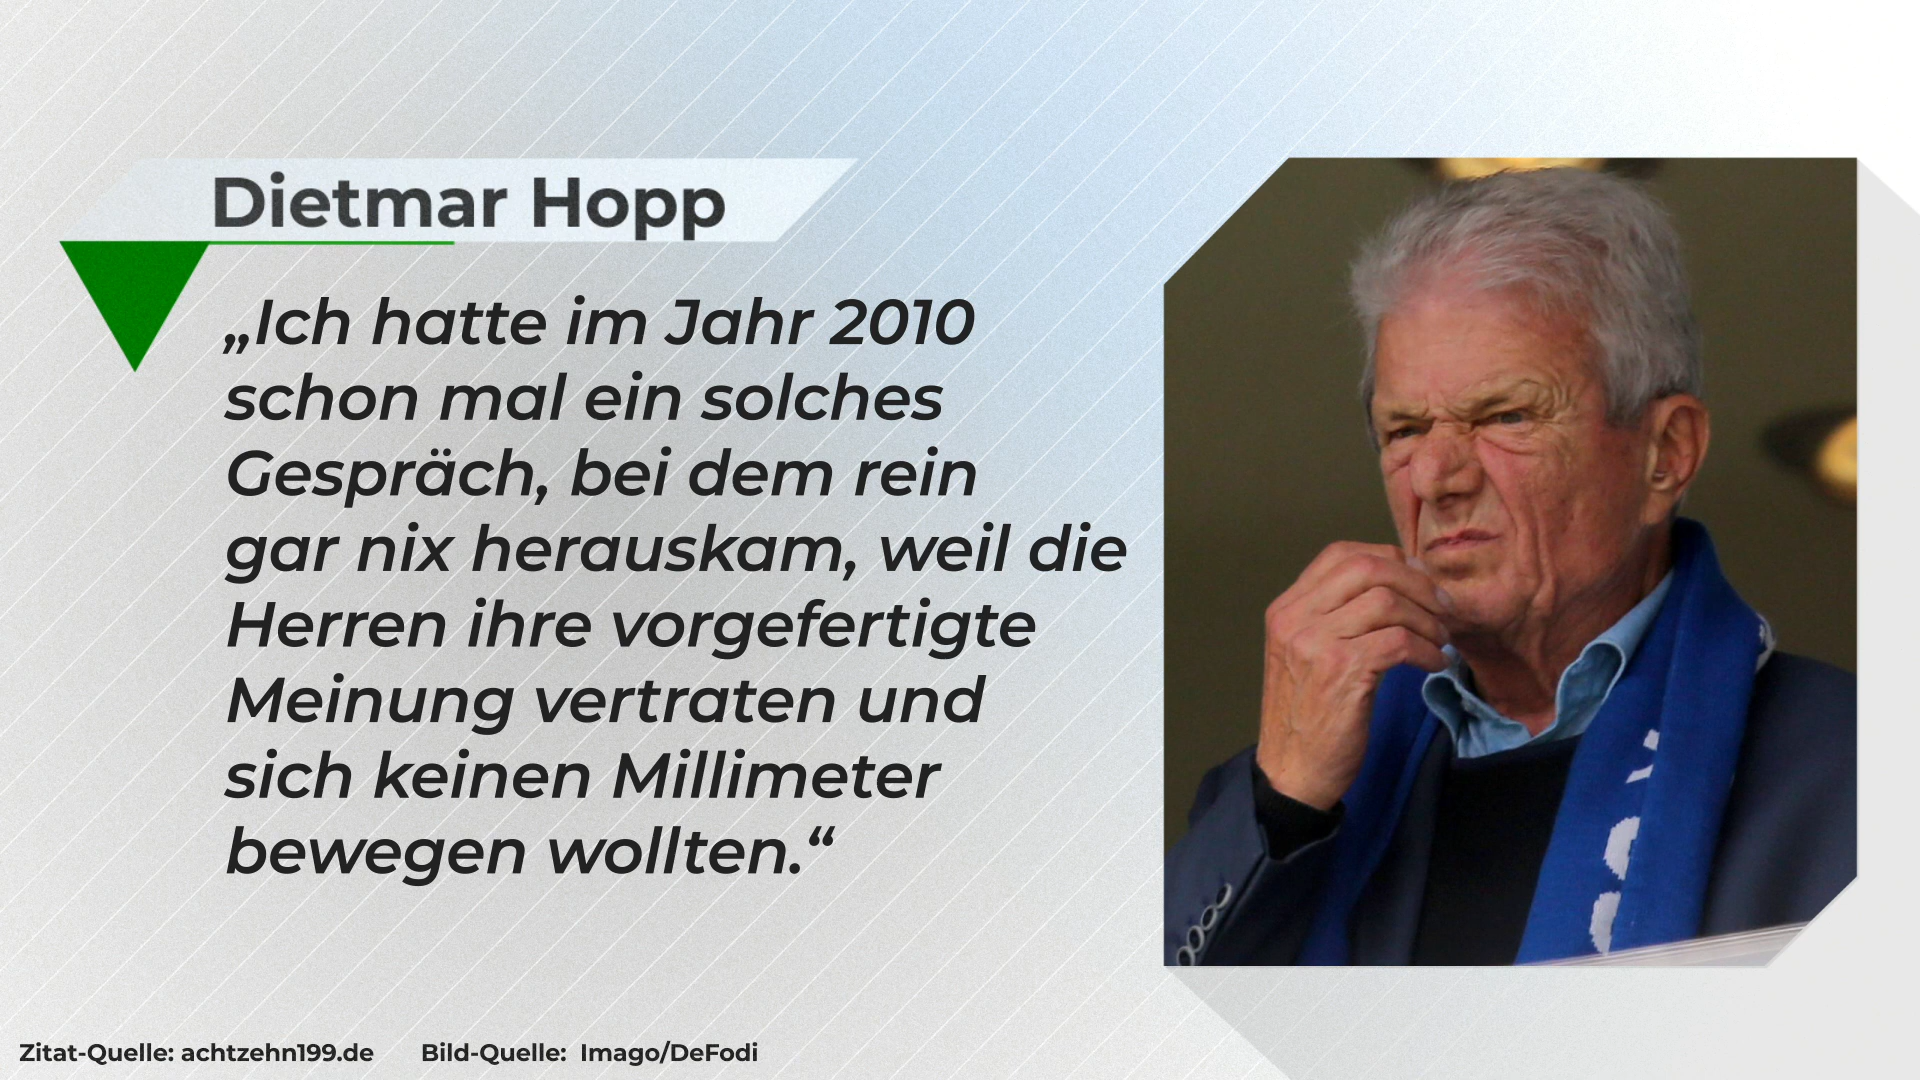 Dietmar Hopp
„Ich hatte im Jahr 2010
schon mal ein solches
Gespräch, bei dem rein
gar nix herauskam, weil die
Herren ihre vorgefertigte
Meinung vertraten und
sich keinen Millimeter
bewegen wollten.“
Zitat-Quelle: achtzehn199.de Bild-Quelle: Imago/DeFodi